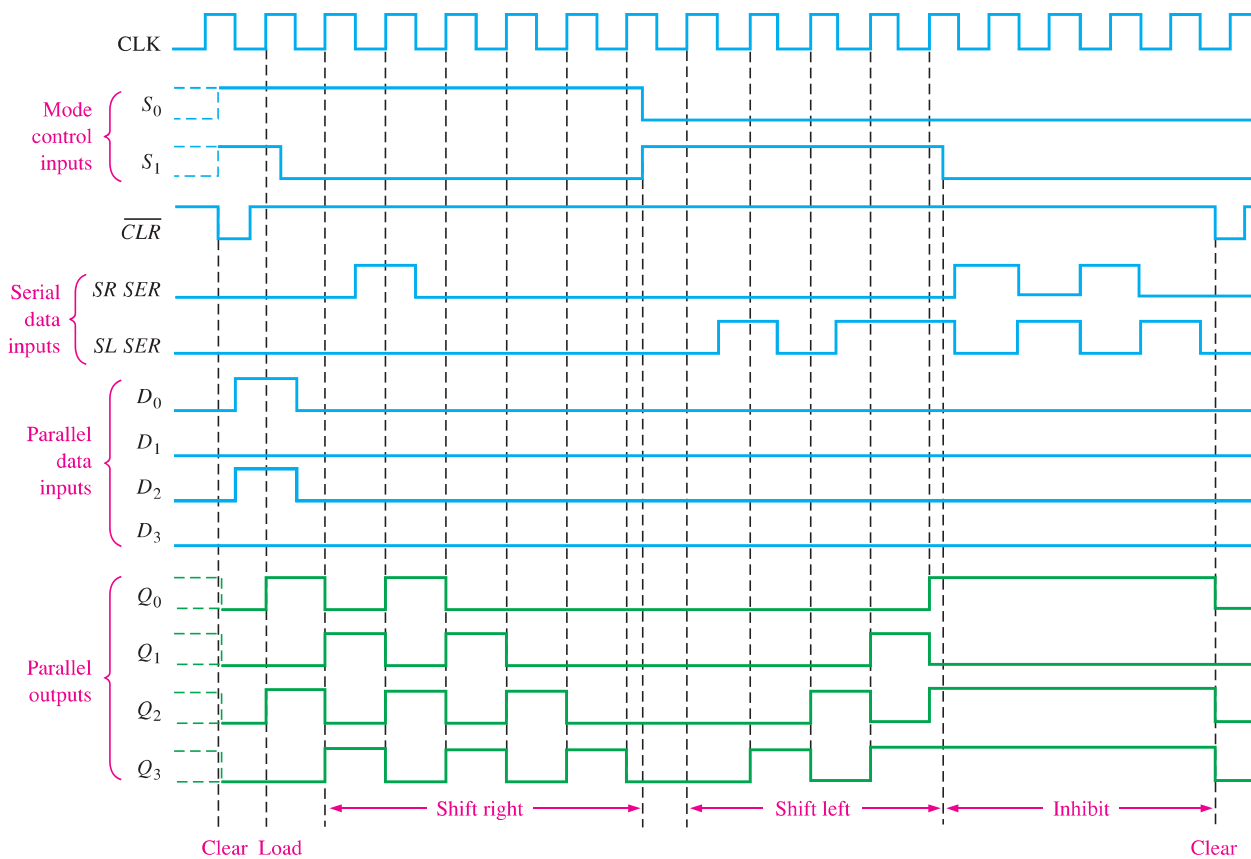 CLK
Mode
control
inputs
S0
S1
CLR
Serial
data
inputs
SR SER
SL SER
Parallel
data
inputs
D0
D1
D2
D3
Parallel
outputs
Q0
Q1
Q2
Q3
Shift right
Shift left
Inhibit
Clear
Load
Clear